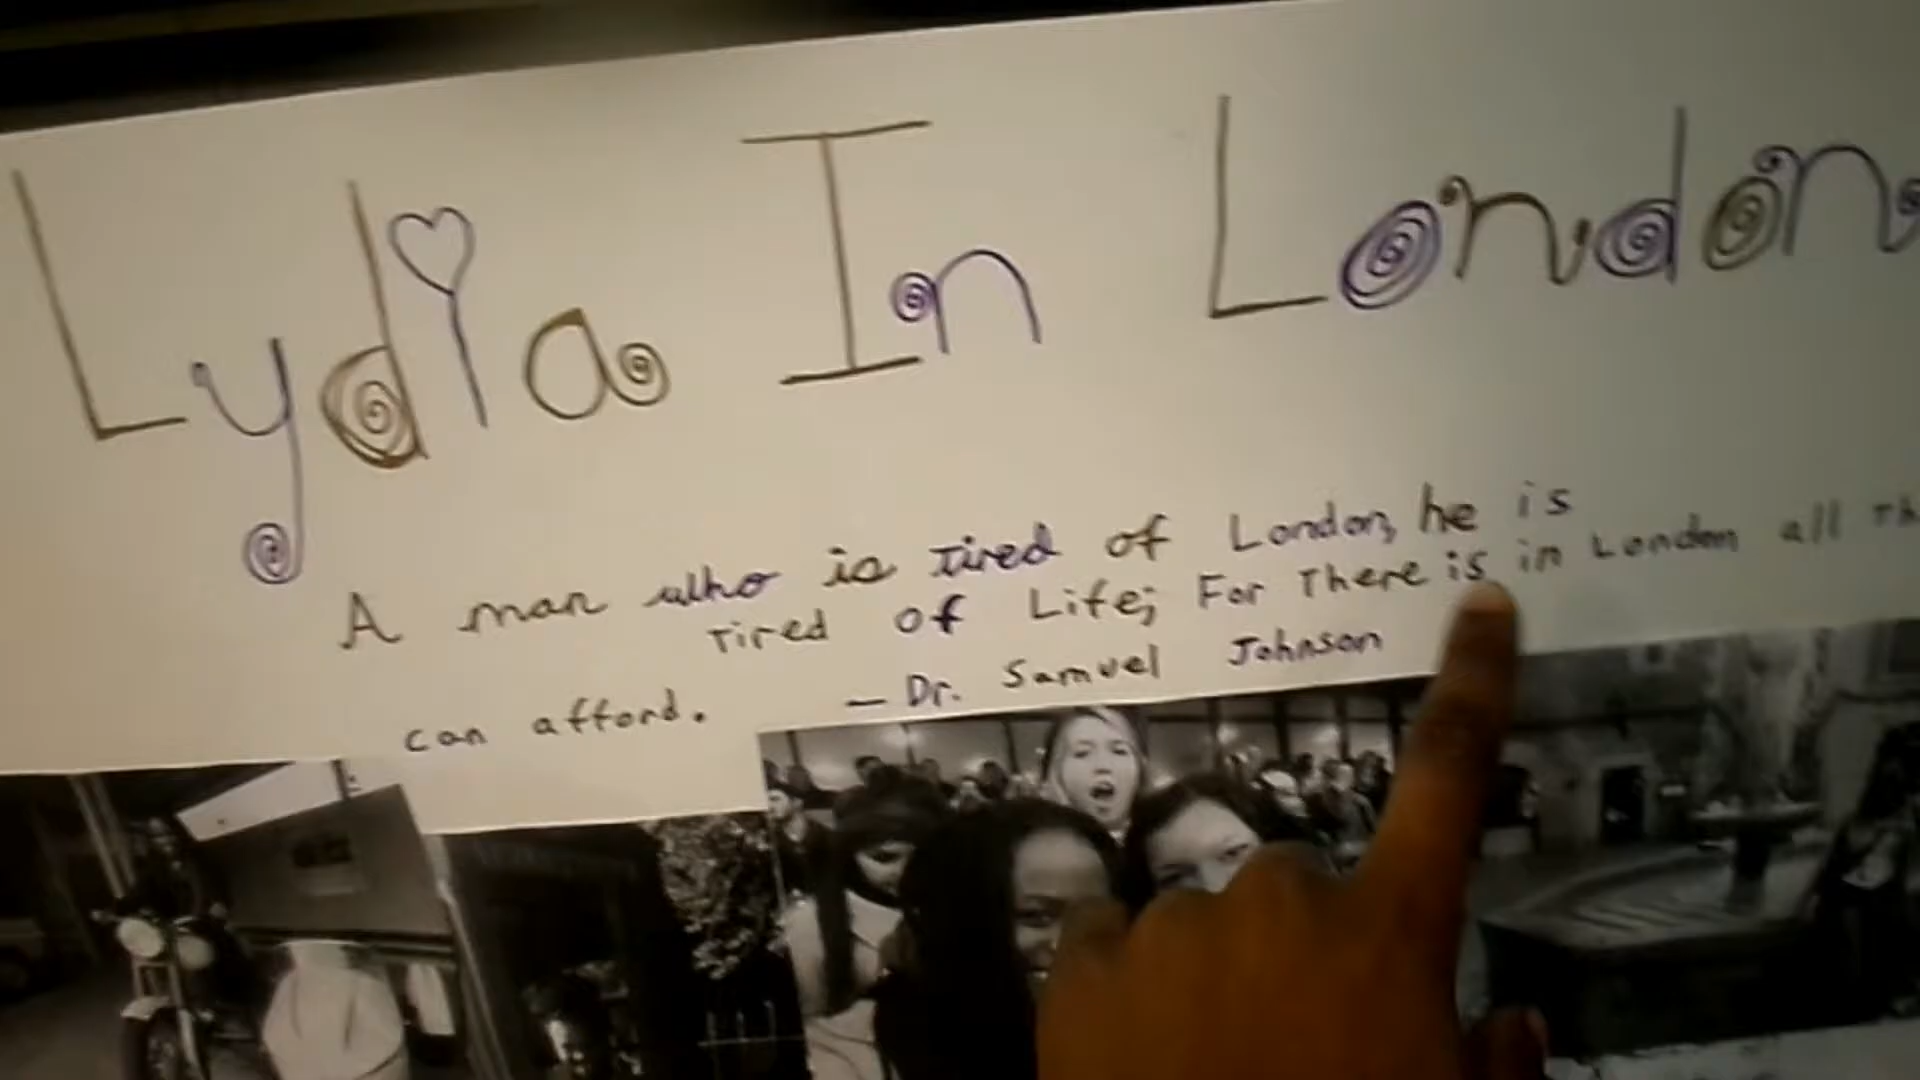 Lydia In London
A man who is Tired of London, he is
Tired of Life; For There is in London all
can afford. — Dr. Samuel Johnson